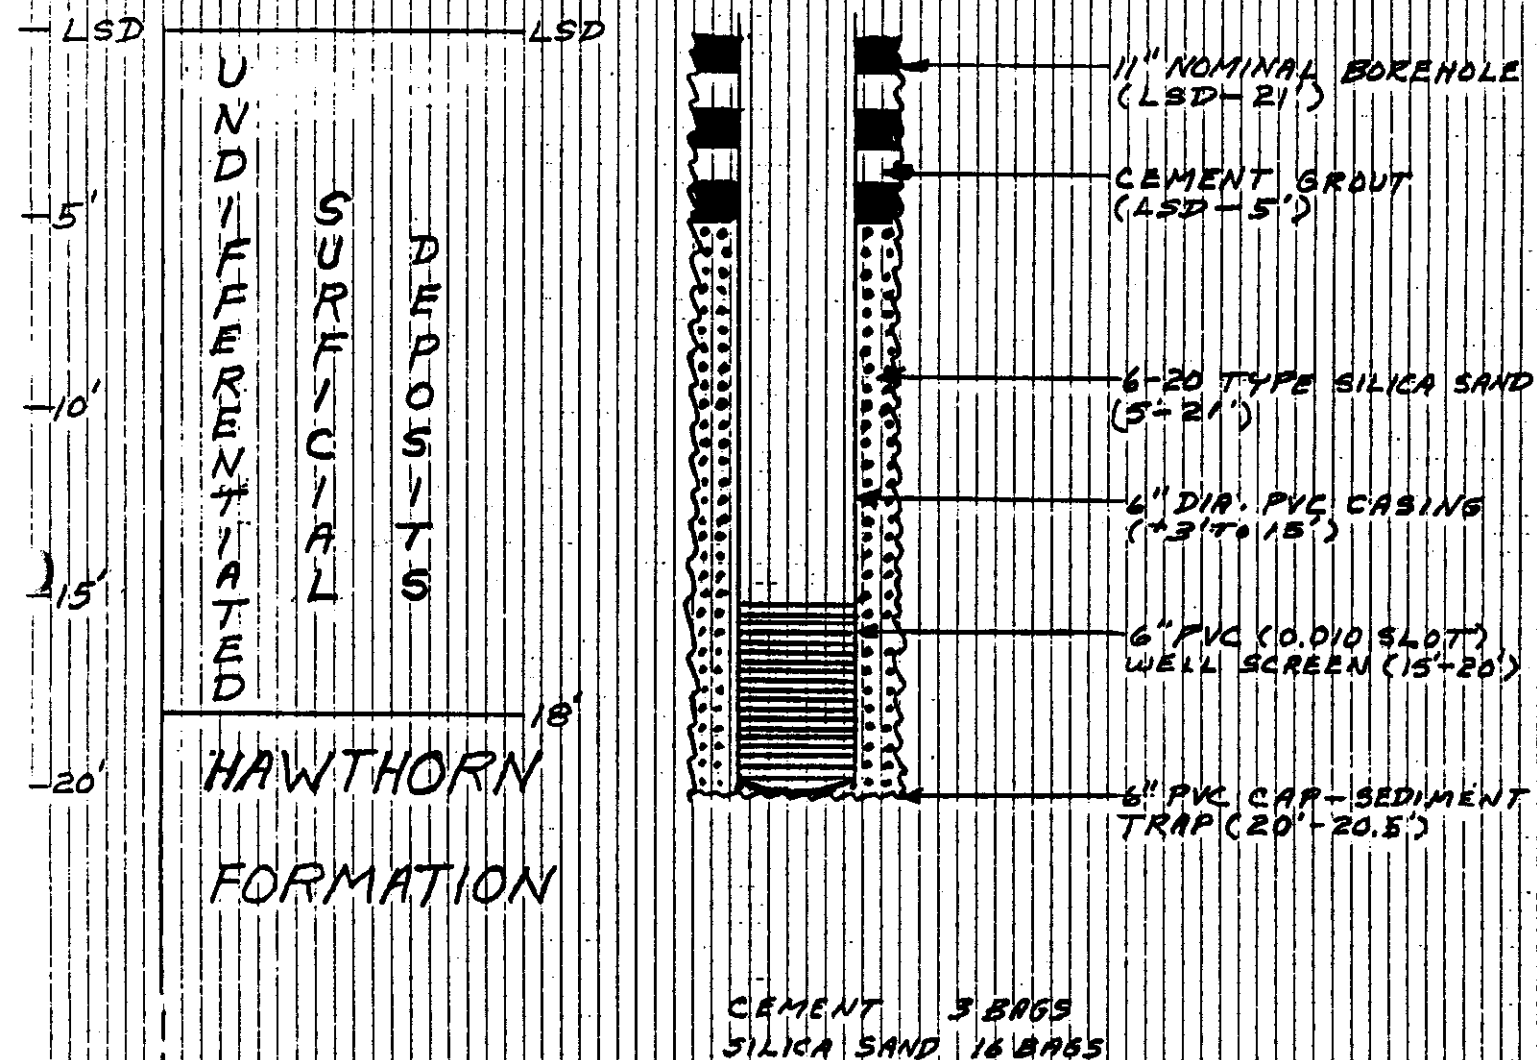 LSD
5'
10'
15'
20'
LSD
UNDIFFERENTIATED
SURFICIAL
DEPOSITS
18'
HAWTHORN
FORMATION
11" NOMINAL BOREHOLE
(LSD-21')
CEMENT GROUT
(LSD-5')
6-20 TYPE SILICA SAND
(5'-21')
6" DIA. PVC CASING
(+3' TO 15')
6" PVC (0.010 SLOT)
WELL SCREEN (15'-20')
6" PVC CAP-SEDIMENT
TRAP (20'-20.5')
CEMENT 3 BAGS
SILICA SAND 16 BAGS